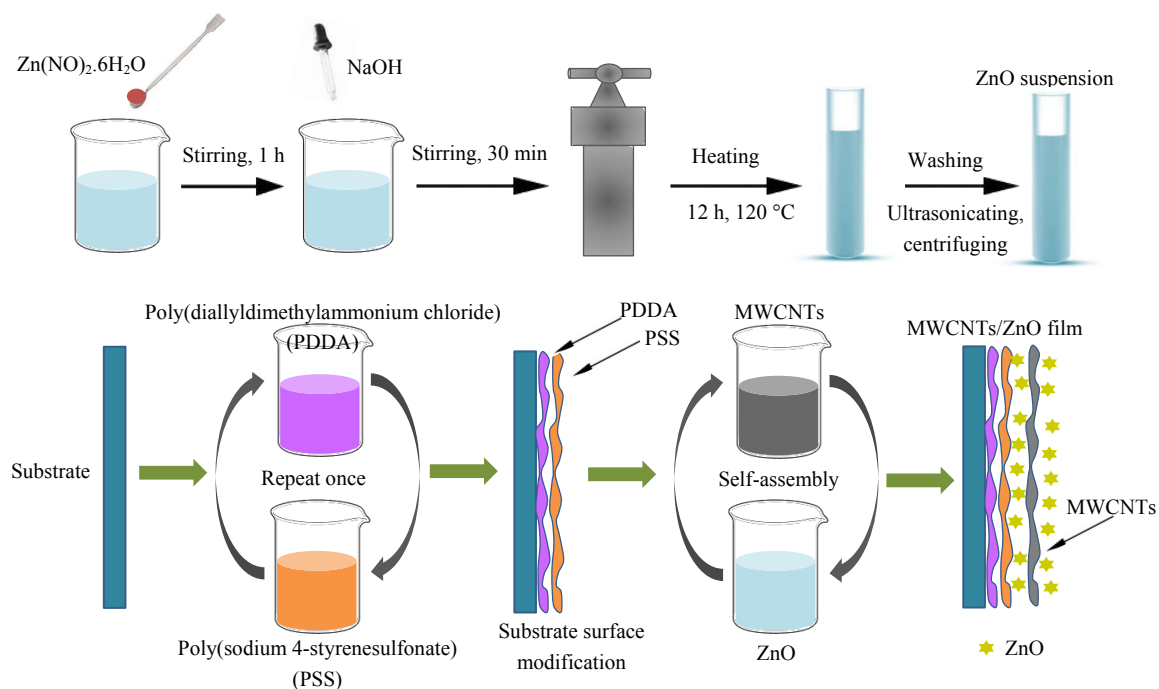 Zn(NO)₂.6H₂O
NaOH
ZnO suspension
Stirring, 1 h
Stirring, 30 min
Heating
12 h, 120 °C
Washing
Ultrasonicating,
centrifuging
Poly(diallyldimethylammonium chloride)
(PDDA)
PDDA
PSS
MWCNTs
MWCNTs/ZnO film
Substrate
Repeat once
Self-assembly
MWCNTs
Poly(sodium 4-styrenesulfonate)
(PSS)
Substrate surface
modification
ZnO
ZnO